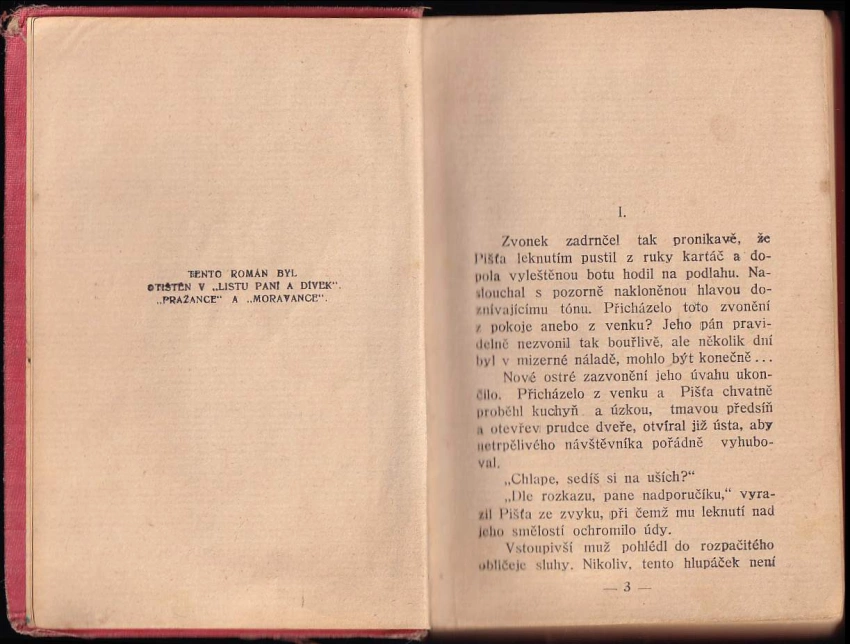 TENTO ROMÁN BYL
OTIŠTĚN V „LISTU PANÍ A DÍVEK“.
„PRAŽANCE“ A „MORAVANCE“.
I.
Zvonek zadrnčel tak pronikavě, že
Pišťa leknutím pustil z ruky kartáč a do-
pola vyleštěnou botu hodil na podlahu. Na-
slouchal s pozorně nakloněnou hlavou do-
znívajícímu tónu. Přicházelo toto zvonění
z pokoje anebo z venku? Jeho pán pravi-
delně nezvonil tak bouřlivě, ale několik dní
byl v mizerné náladě, mohlo být konečně...
Nové ostré zazvonění jeho úvahu ukon-
čilo. Přicházelo z venku a Pišťa chvatně
proběhl kuchyň a úzkou, tmavou předsíň
a otevřev prudce dveře, otvíral již ústa, aby
netrpělivého návštěvníka pořádně vyhubo-
val.
„Chlape, sedíš si na uších?“
„Dle rozkazu, pane nadporučíku,“ vyra-
zil Pišťa ze zvyku, při čemž mu leknutí nad
jeho smělostí ochromilo údy.
Vstoupivší muž pohlédl do rozpačitého
obličeje sluhy. Nikoliv, tento hlupáček není
— 3 —